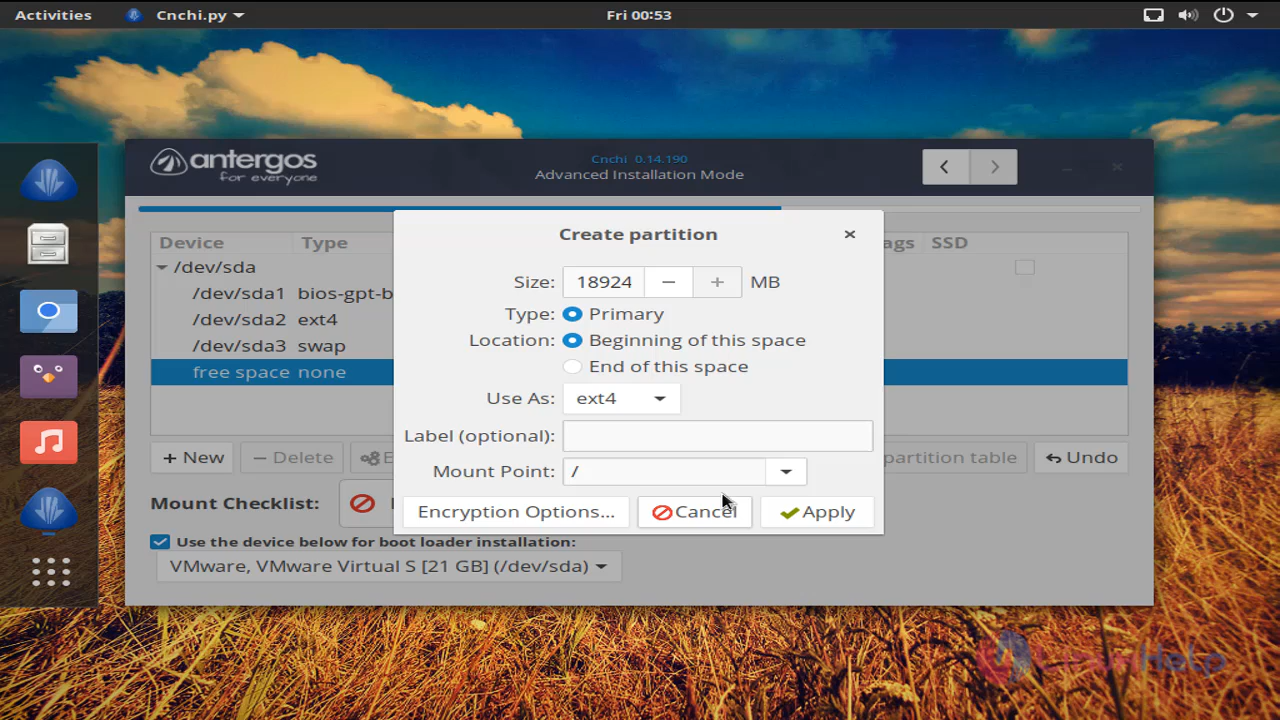 Activities Cnchi.py Fri 00:53
antergos
for everyone
Cnchi 0.14.190
Advanced Installation Mode
Create partition
Device Type ags SSD
/dev/sda
/dev/sda1 bios-gpt-b
/dev/sda2 ext4
/dev/sda3 swap
free space none
Size: 18924 MB
Type: Primary
Location: Beginning of this space
End of this space
Use As: ext4
Label (optional):
Mount Point: /
Encryption Options... Cancel Apply
New Delete E partition table Undo
Mount Checklist:
Use the device below for boot loader installation:
VMware, VMware Virtual S [21 GB] (/dev/sda)